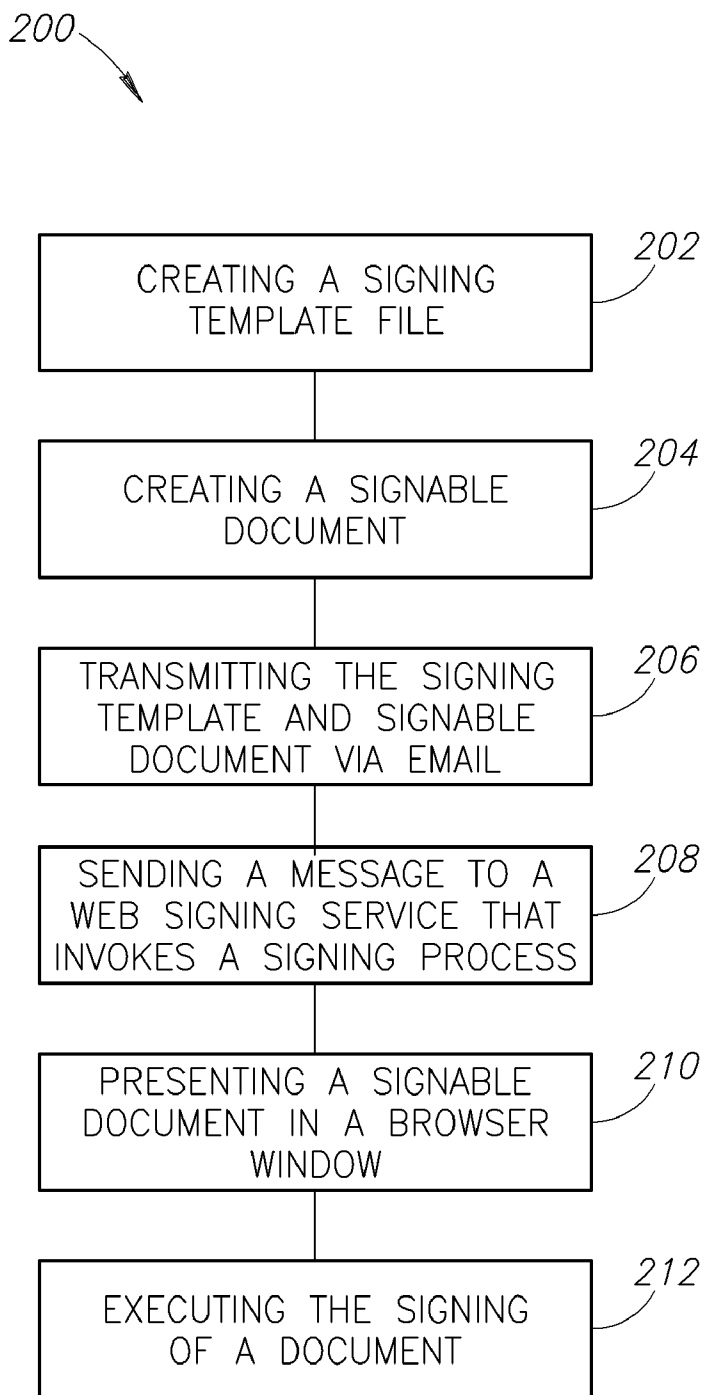 200
202
CREATING A SIGNING
TEMPLATE FILE
204
CREATING A SIGNABLE
DOCUMENT
206
TRANSMITTING THE SIGNING
TEMPLATE AND SIGNABLE
DOCUMENT VIA EMAIL
208
SENDING A MESSAGE TO A
WEB SIGNING SERVICE THAT
INVOKES A SIGNING PROCESS
210
PRESENTING A SIGNABLE
DOCUMENT IN A BROWSER
WINDOW
212
EXECUTING THE SIGNING
OF A DOCUMENT